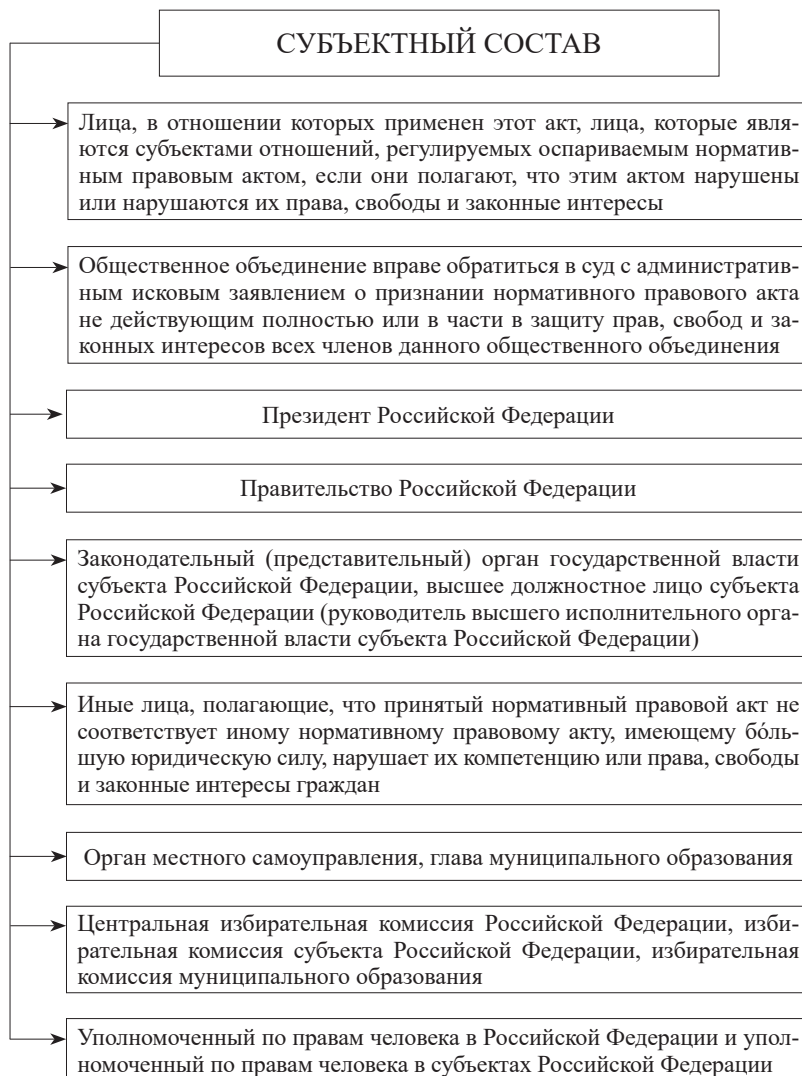 СУБЪЕКТНЫЙ СОСТАВ
Лица, в отношении которых применен этот акт, лица, которые явля-
ются субъектами отношений, регулируемых оспариваемым норматив-
ным правовым актом, если они полагают, что этим актом нарушены
или нарушаются их права, свободы и законные интересы
Общественное объединение вправе обратиться в суд с административ-
ным исковым заявлением о признании нормативного правового акта
не действующим полностью или в части в защиту прав, свобод и за-
конных интересов всех членов данного общественного объединения
Президент Российской Федерации
Правительство Российской Федерации
Законодательный (представительный) орган государственной власти
субъекта Российской Федерации, высшее должностное лицо субъекта
Российской Федерации (руководитель высшего исполнительного орга-
на государственной власти субъекта Российской Федерации)
Иные лица, полагающие, что принятый нормативный правовой акт не
соответствует иному нормативному правовому акту, имеющему бо́ль-
шую юридическую силу, нарушает их компетенцию или права, свободы
и законные интересы граждан
Орган местного самоуправления, глава муниципального образования
Центральная избирательная комиссия Российской Федерации, изби-
рательная комиссия субъекта Российской Федерации, избирательная
комиссия муниципального образования
Уполномоченный по правам человека в Российской Федерации и упол-
номоченный по правам человека в субъектах Российской Федерации